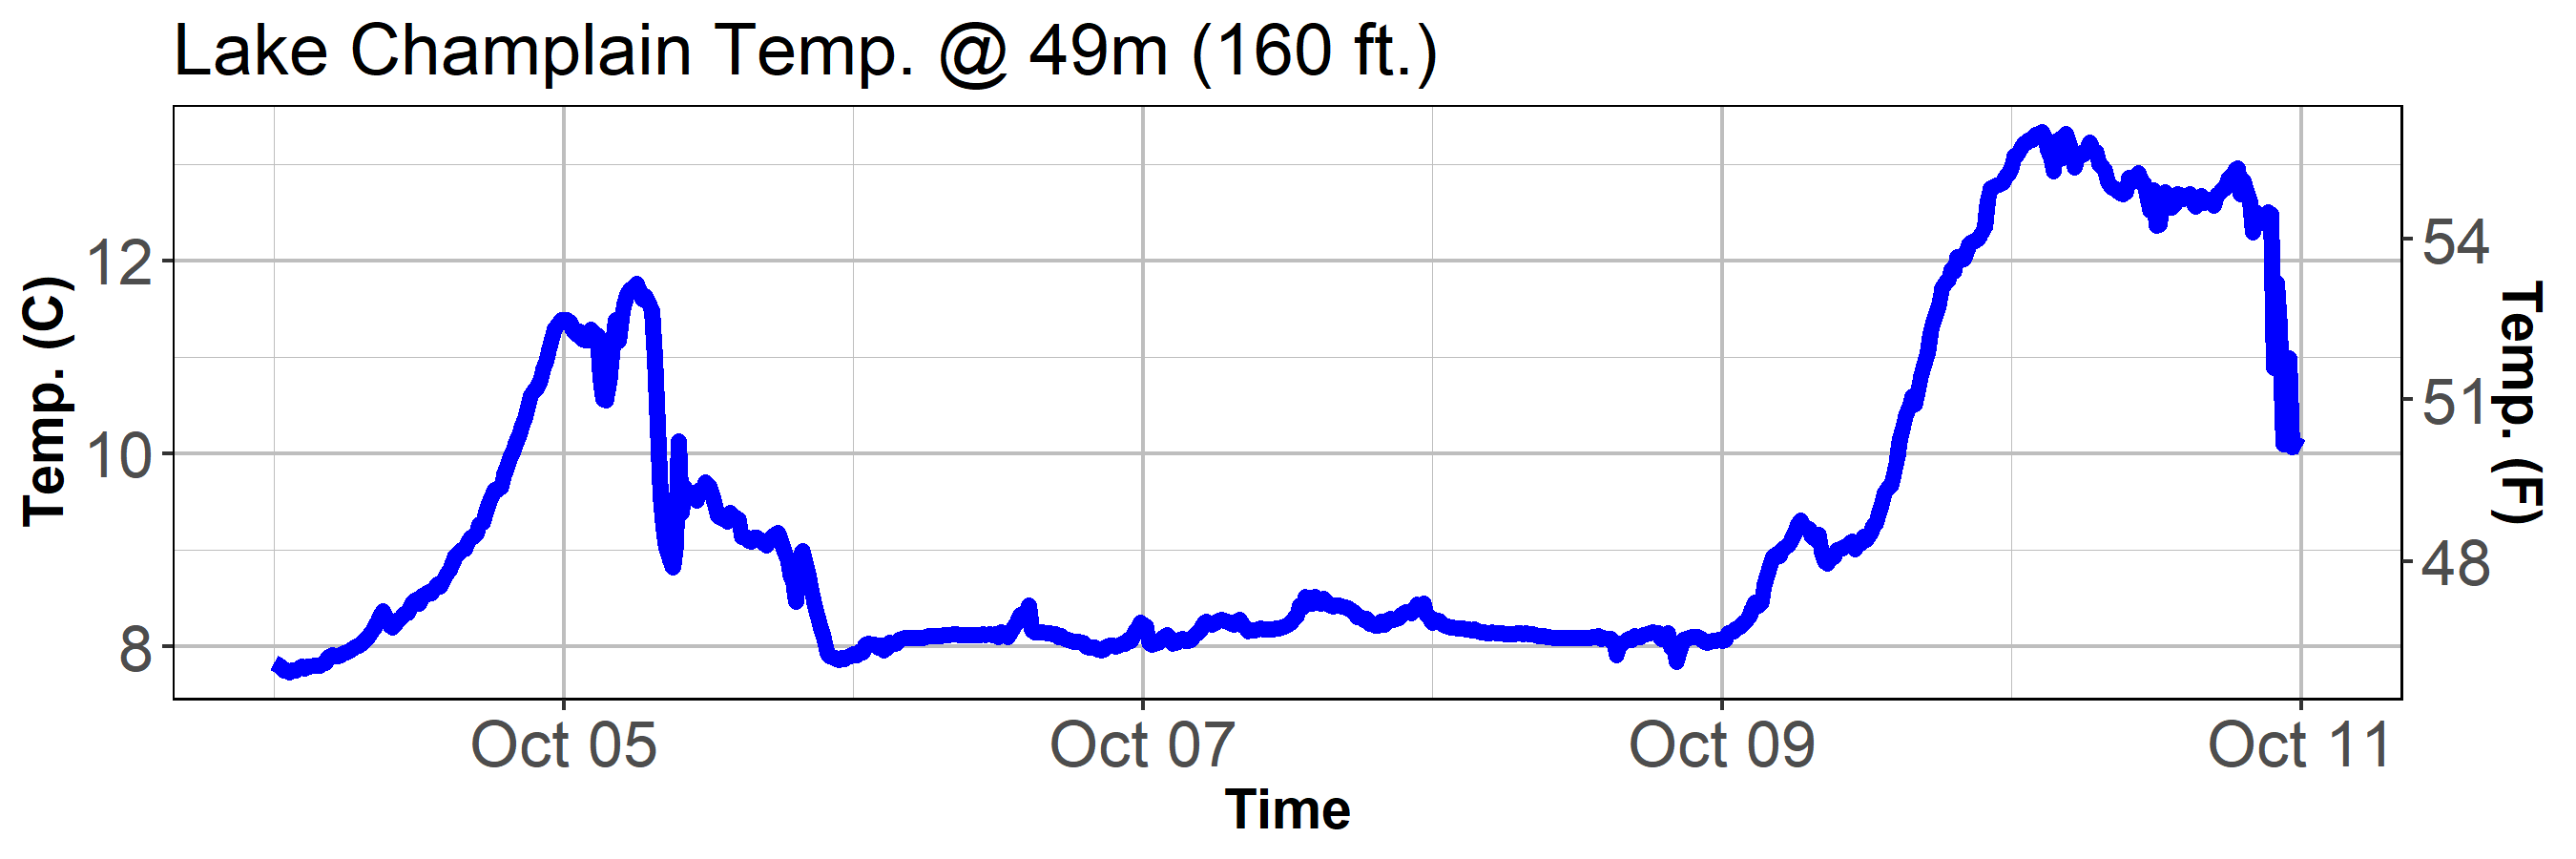 Lake Champlain Temp. @ 49m (160 ft.)
Temp. (C)
12
10
8
54
51
48
Temp. (F)
Oct 05 Oct 07 Oct 09 Oct 11
Time